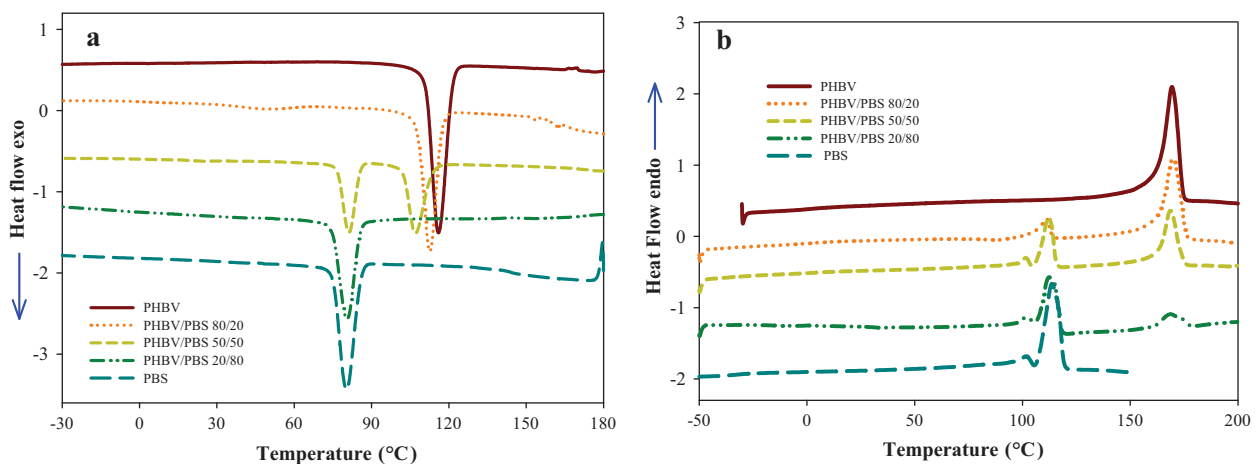 a
1
0
-1
-2
-3
Heat flow exo
PHBV
PHBV/PBS 80/20
PHBV/PBS 50/50
PHBV/PBS 20/80
PBS
-30 0 30 60 90 120 150 180
Temperature (°C)
b
3
2
1
0
-1
-2
Heat Flow endo
PHBV
PHBV/PBS 80/20
PHBV/PBS 50/50
PHBV/PBS 20/80
PBS
-50 0 50 100 150 200
Temperature (°C)